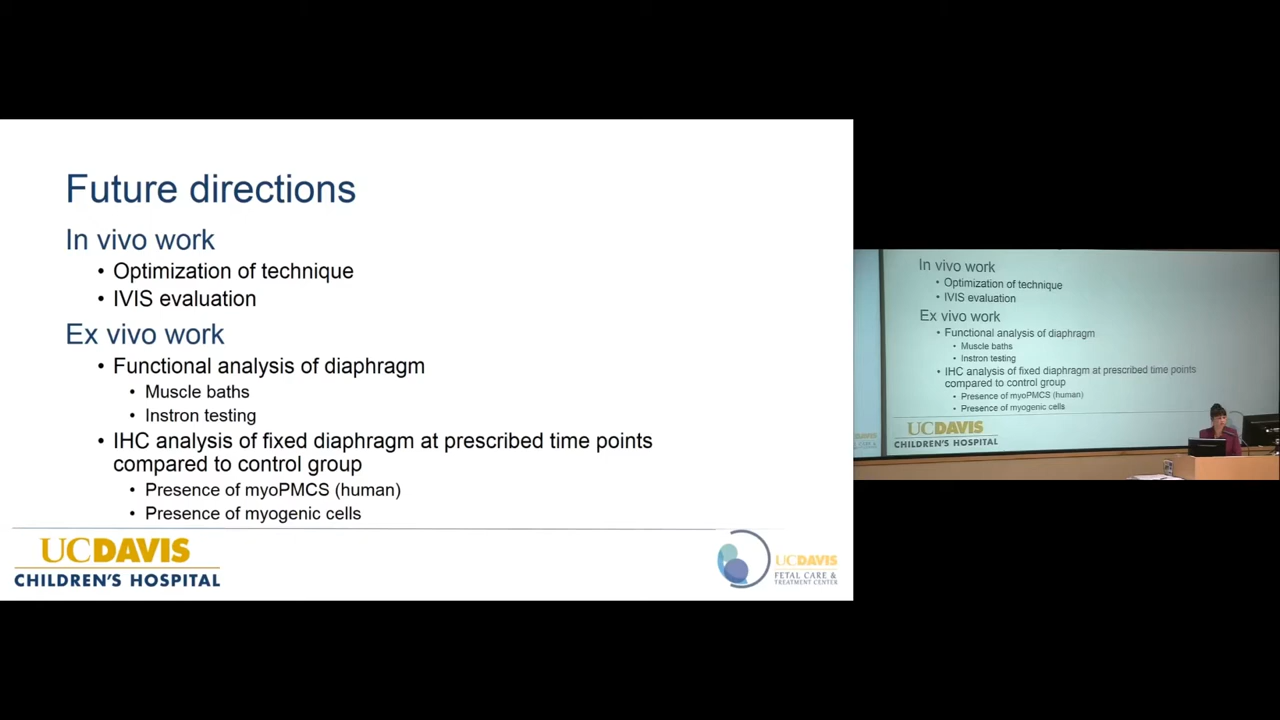 Future directions
In vivo work
• Optimization of technique
• IVIS evaluation
Ex vivo work
• Functional analysis of diaphragm
• Muscle baths
• Instron testing
• IHC analysis of fixed diaphragm at prescribed time points
compared to control group
• Presence of myoPMCS (human)
• Presence of myogenic cells
UCDAVIS
CHILDREN'S HOSPITAL
UCDAVIS
FETAL CARE &
TREATMENT CENTER
In vivo work
• Optimization of technique
• IVIS evaluation
Ex vivo work
• Functional analysis of diaphragm
• Muscle baths
• Instron testing
• IHC analysis of fixed diaphragm at prescribed time points
compared to control group
• Presence of myoPMCS (human)
• Presence of myogenic cells
UCDAVIS
CHILDREN'S HOSPITAL